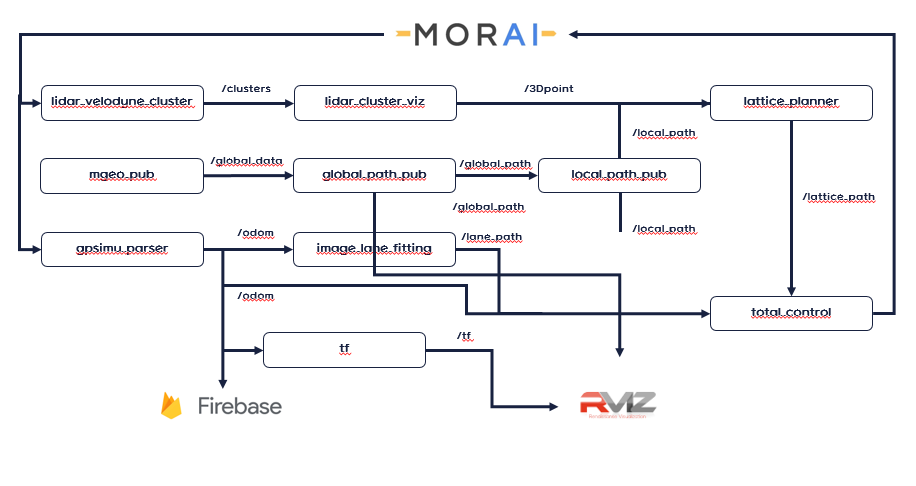 MORAI
/clusters
/3Dpoint
lidar_velodyne_cluster
lidar_cluster_viz
lattice_planner
/local_path
/global_data
/global_path
mgeo_pub
global_path_pub
local_path_pub
/lattice_path
/global_path
/local_path
/odom
/lane_path
gpsimu_parser
image_lane_fitting
/odom
total_control
/tf
tf
Firebase
RViZ